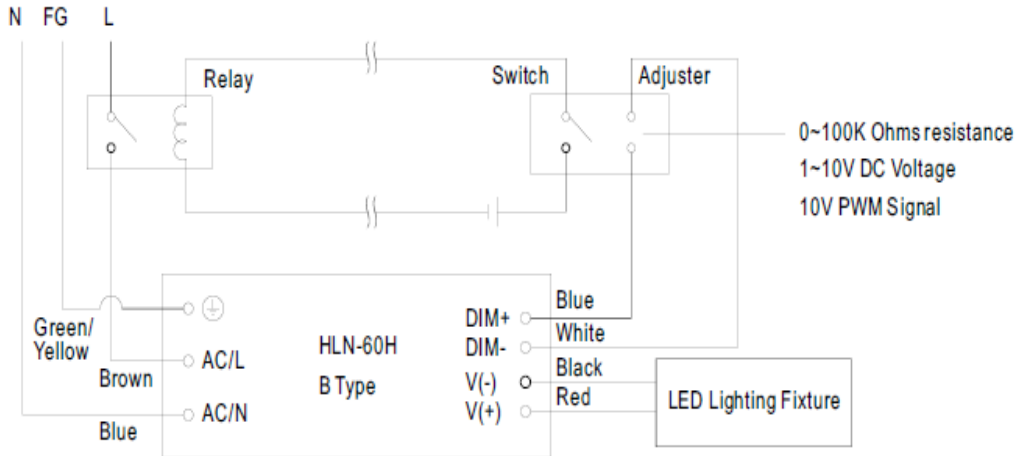 N FG L
Relay
Switch
Adjuster
0~100K Ohms resistance
1~10V DC Voltage
10V PWM Signal
Green/
Yellow
Brown
Blue
AC/L
AC/N
HLN-60H
B Type
DIM+
DIM-
V(-)
V(+)
Blue
White
Black
Red
LED Lighting Fixture